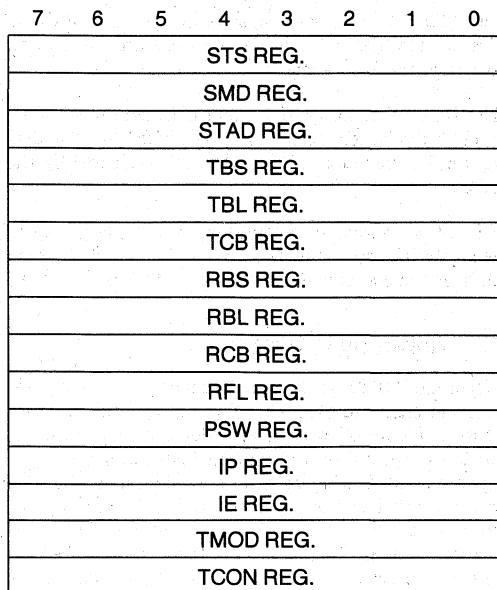 7 6 5 4 3 2 1 0
STS REG.
SMD REG.
STAD REG.
TBS REG.
TBL REG.
TCB REG.
RBS REG.
RBL REG.
RCB REG.
RFL REG.
PSW REG.
IP REG.
IE REG.
TMOD REG.
TCON REG.